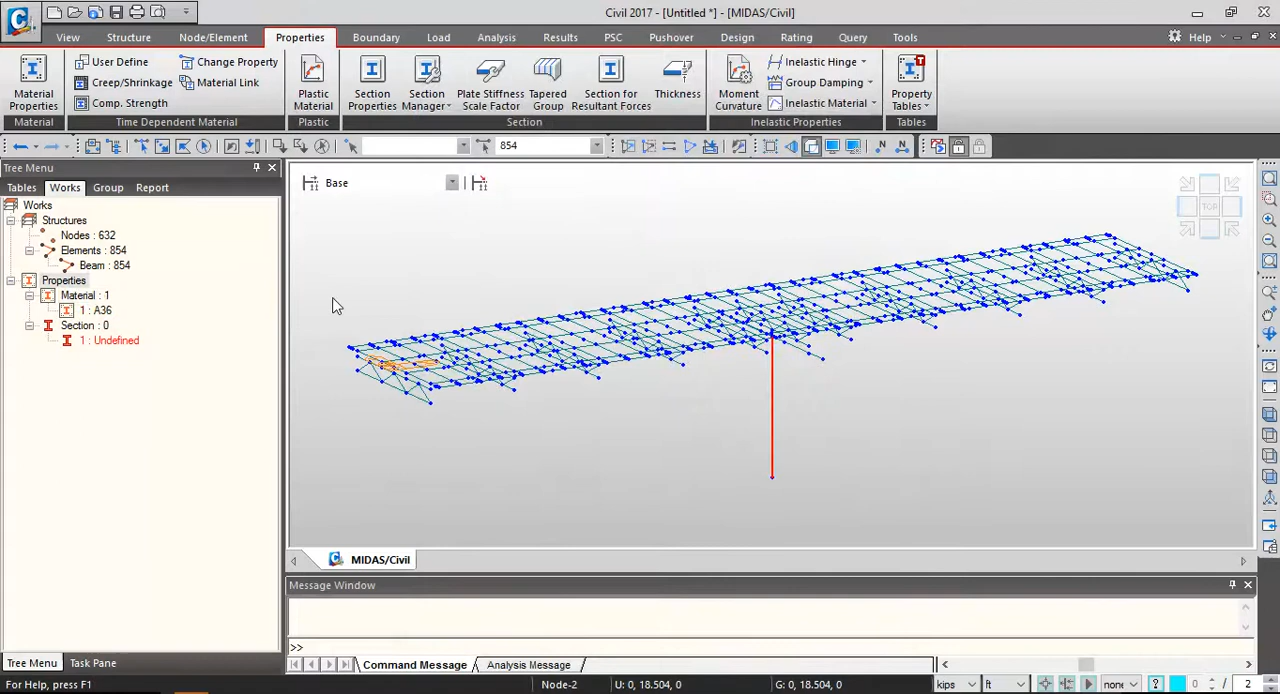 Civil 2017 - [Untitled *] - [MIDAS/Civil]
View Structure Node/Element Properties Boundary Load Analysis Results PSC Pushover Design Rating Query Tools Help
Material Properties
User Define
Creep/Shrinkage
Comp. Strength
Change Property
Material Link
Plastic Material
Section Properties
Section Manager
Plate Stiffness Scale Factor
Tapered Group
Section for Resultant Forces
Thickness
Moment Curvature
Inelastic Hinge
Group Damping
Inelastic Material
Property Tables
Material Time Dependent Material Plastic Section Inelastic Properties Tables
854
Tree Menu
Tables Works Group Report
Works
Structures
Nodes : 632
Elements : 854
Beam : 854
Properties
Material : 1
1 : A36
Section : 0
1 : Undefined
Base
TOP
MIDAS/Civil
Message Window
>>
Command Message Analysis Message
Tree Menu Task Pane
For Help, press F1 Node-2 U: 0, 18.504, 0 G: 0, 18.504, 0 kips ft none ? 0 / 2